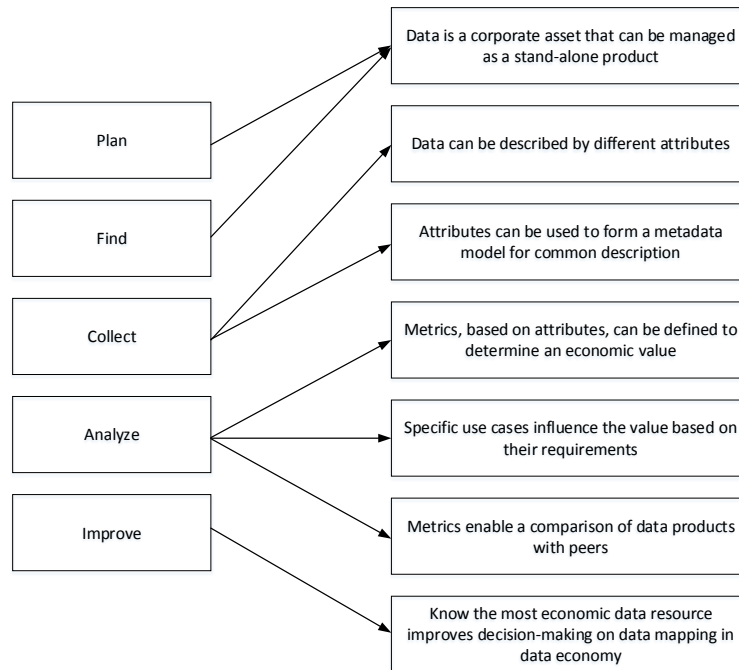 Plan
Find
Collect
Analyze
Improve
Data is a corporate asset that can be managed
as a stand-alone product
Data can be described by different attributes
Attributes can be used to form a metadata
model for common description
Metrics, based on attributes, can be defined to
determine an economic value
Specific use cases influence the value based on
their requirements
Metrics enable a comparison of data products
with peers
Know the most economic data resource
improves decision-making on data mapping in
data economy